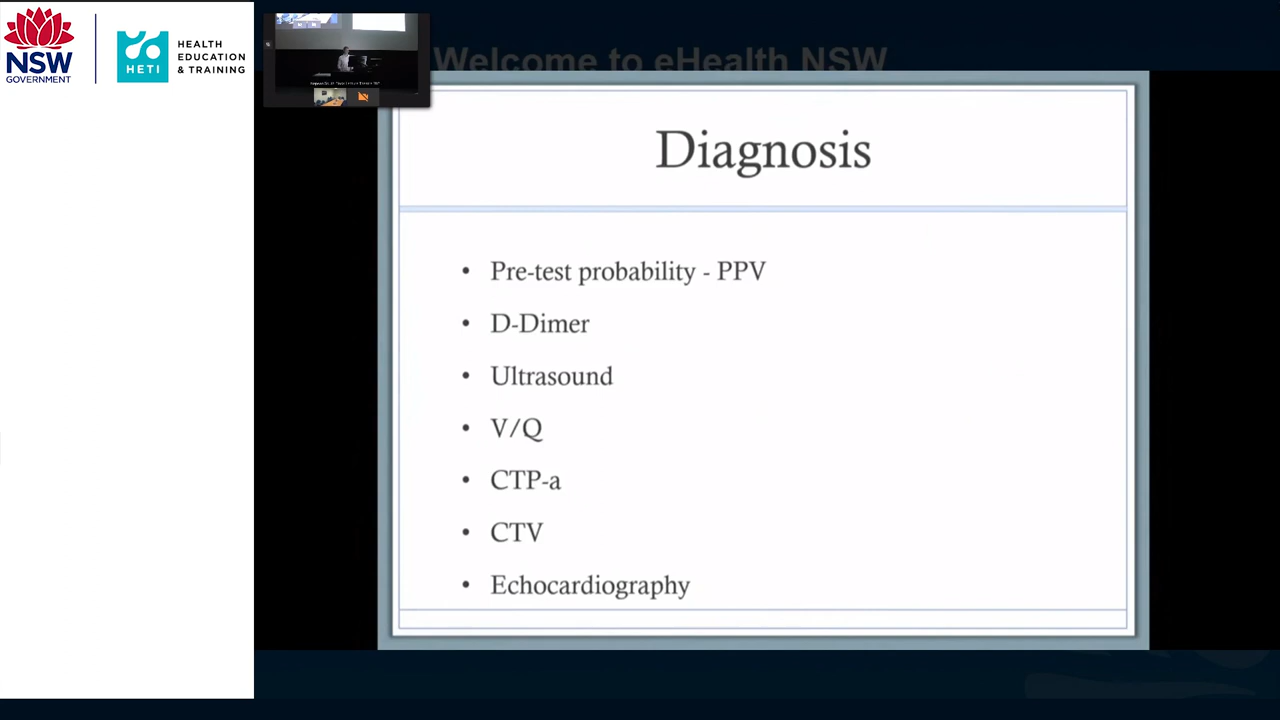 NSW
GOVERNMENT
HETI
HEALTH
EDUCATION
& TRAINING
Welcome to eHealth NSW
Diagnosis
• Pre-test probability - PPV
• D-Dimer
• Ultrasound
• V/Q
• CTP-a
• CTV
• Echocardiography